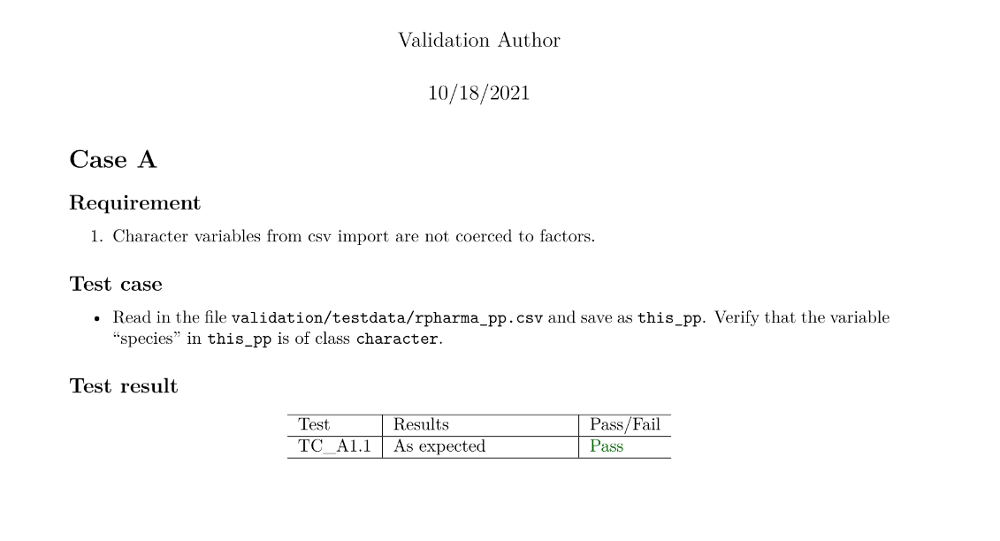 Validation Author
10/18/2021
Case A
Requirement
1. Character variables from csv import are not coerced to factors.
Test case
• Read in the file validation/testdata/rpharma_pp.csv and save as this_pp. Verify that the variable
“species” in this_pp is of class character.
Test result
Test Results Pass/Fail
TC_A1.1 As expected Pass